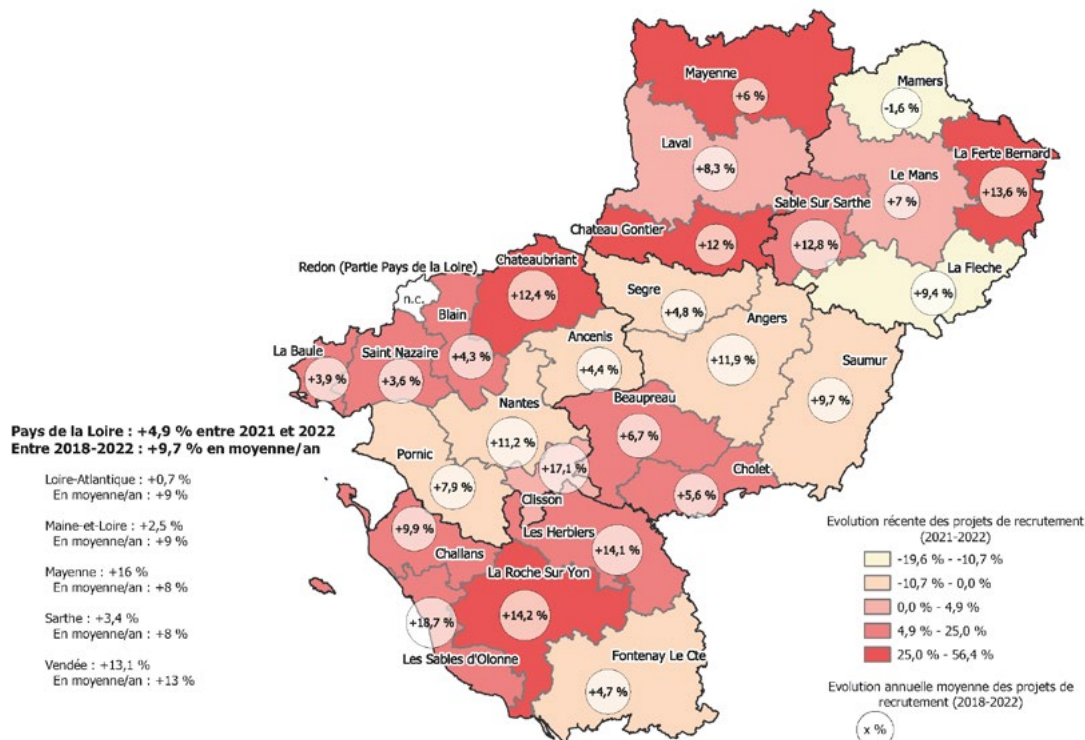 Mayenne
+6 %
Mamers
-1,6 %
Laval
+8,3 %
La Ferte Bernard
+13,6 %
Le Mans
+7 %
Sable Sur Sarthe
+12,8 %
Chateau Gontier
+12 %
La Fleche
+9,4 %
Redon (Partie Pays de la Loire)
n.c.
Chateaubriant
+12,4 %
Segre
+4,8 %
Blain
+4,3 %
Angers
+11,9 %
Ancenis
+4,4 %
La Baule
+3,9 %
Saint Nazaire
+3,6 %
Saumur
+9,7 %
Nantes
+11,2 %
Beaupreau
+6,7 %
Pornic
+7,9 %
+17,1 %
Clisson
Cholet
+5,6 %
Les Herbiers
+14,1 %
+9,9 %
Challans
La Roche Sur Yon
+14,2 %
+18,7 %
Les Sables d'Olonne
Fontenay Le Cte
+4,7 %
Pays de la Loire : +4,9 % entre 2021 et 2022
Entre 2018-2022 : +9,7 % en moyenne/an
Loire-Atlantique : +0,7 %
En moyenne/an : +9 %
Maine-et-Loire : +2,5 %
En moyenne/an : +9 %
Mayenne : +16 %
En moyenne/an : +8 %
Sarthe : +3,4 %
En moyenne/an : +8 %
Vendée : +13,1 %
En moyenne/an : +13 %
Evolution récente des projets de recrutement
(2021-2022)
-19,6% - -10,7 %
-10,7 % - 0,0 %
0,0 % - 4,9 %
4,9 % - 25,0 %
25,0 % - 56,4 %
Evolution annuelle moyenne des projets de
recrutement (2018-2022)
x %